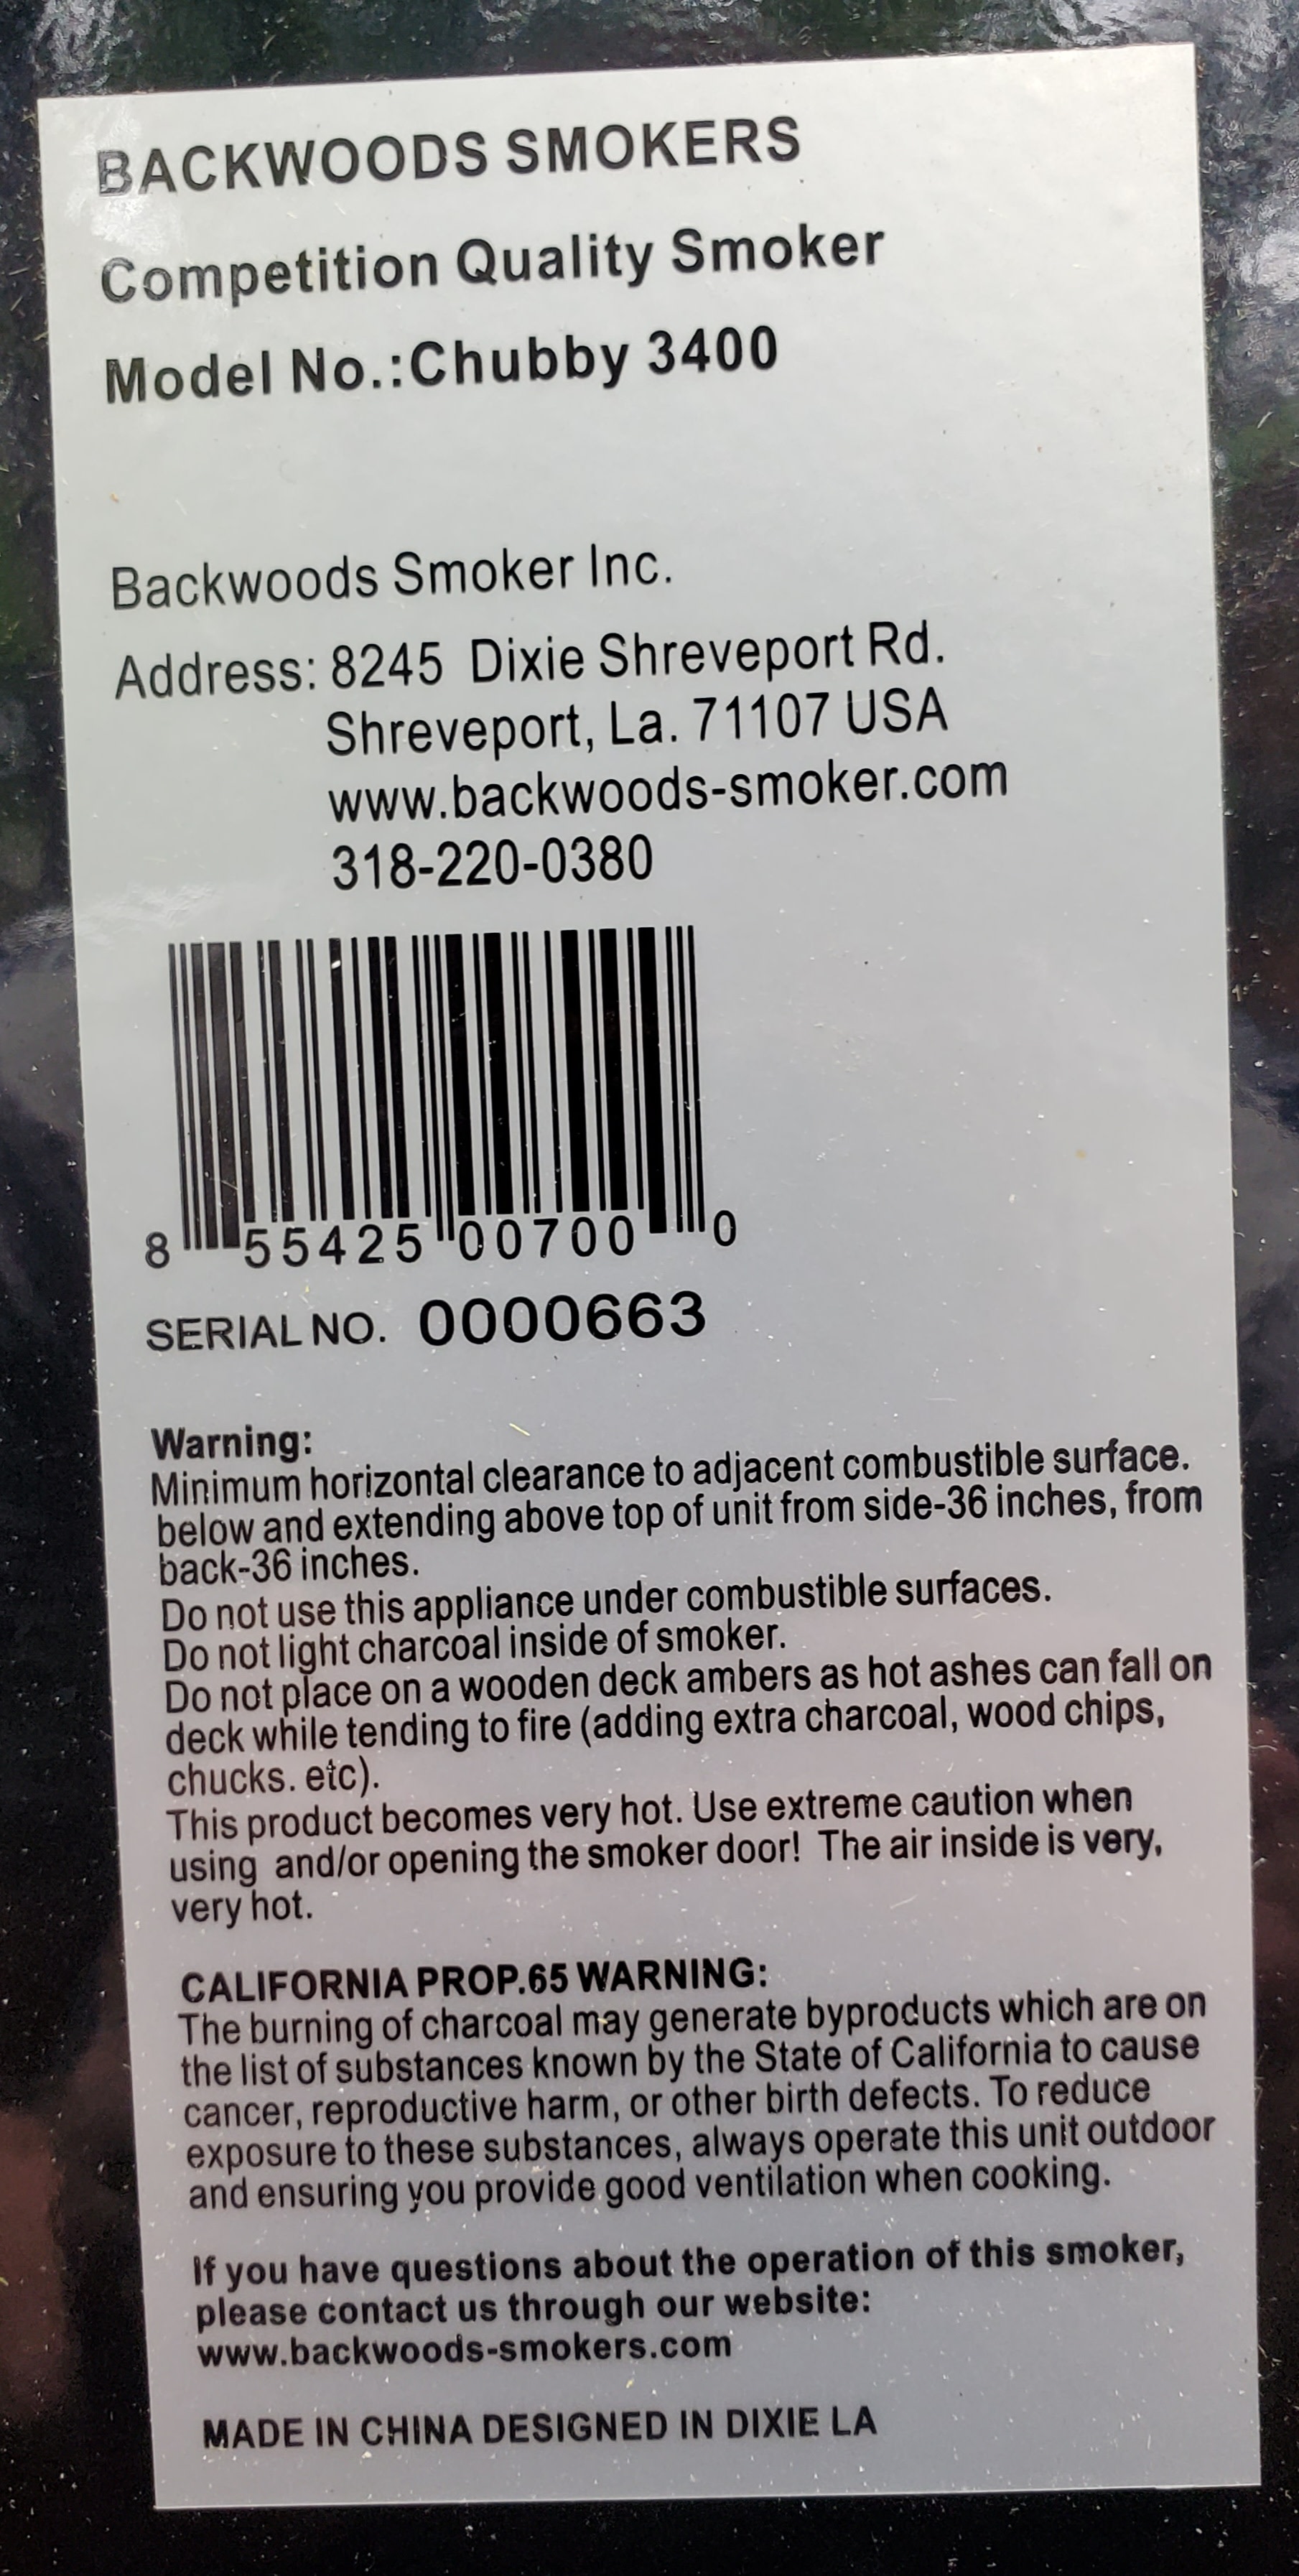 BACKWOODS SMOKERS
Competition Quality Smoker
Model No.:Chubby 3400
Backwoods Smoker Inc.
Address: 8245 Dixie Shreveport Rd.
Shreveport, La. 71107 USA
www.backwoods-smoker.com
318-220-0380
8 55425 00700 0
SERIAL NO. 0000663
Warning:
Minimum horizontal clearance to adjacent combustible surface.
below and extending above top of unit from side-36 inches, from
back-36 inches.
Do not use this appliance under combustible surfaces.
Do not light charcoal inside of smoker.
Do not place on a wooden deck ambers as hot ashes can fall on
deck while tending to fire (adding extra charcoal, wood chips,
chucks. etc).
This product becomes very hot. Use extreme caution when
using and/or opening the smoker door! The air inside is very,
very hot.
CALIFORNIA PROP.65 WARNING:
The burning of charcoal may generate byproducts which are on
the list of substances known by the State of California to cause
cancer, reproductive harm, or other birth defects. To reduce
exposure to these substances, always operate this unit outdoor
and ensuring you provide good ventilation when cooking.
If you have questions about the operation of this smoker,
please contact us through our website:
www.backwoods-smokers.com
MADE IN CHINA DESIGNED IN DIXIE LA